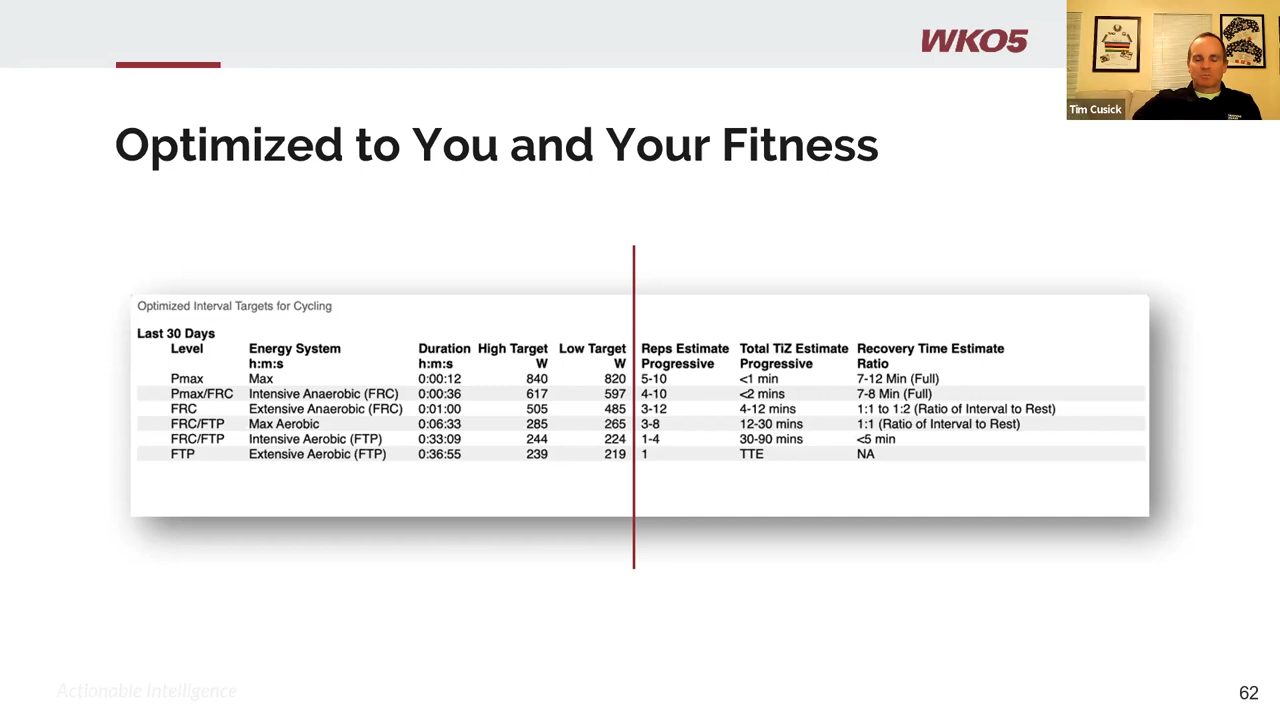 WKO5
Tim Cusick
Optimized to You and Your Fitness
Optimized Interval Targets for Cycling
Last 30 Days
Level Energy System Duration High Target Low Target Reps Estimate Total TiZ Estimate Recovery Time Estimate
h:m:s h:m:s W W Progressive Progressive Ratio
Pmax Max 0:00:12 840 820 5-10 <1 min 7-12 Min (Full)
Pmax/FRC Intensive Anaerobic (FRC) 0:00:36 617 597 4-10 <2 mins 7-8 Min (Full)
FRC Extensive Anaerobic (FRC) 0:01:00 505 485 3-12 4-12 mins 1:1 to 1:2 (Ratio of Interval to Rest)
FRC/FTP Max Aerobic 0:06:33 285 265 3-8 12-30 mins 1:1 (Ratio of Interval to Rest)
FRC/FTP Intensive Aerobic (FTP) 0:33:09 244 224 1-4 30-90 mins <5 min
FTP Extensive Aerobic (FTP) 0:36:55 239 219 1 TTE NA
Actionable Intelligence
62